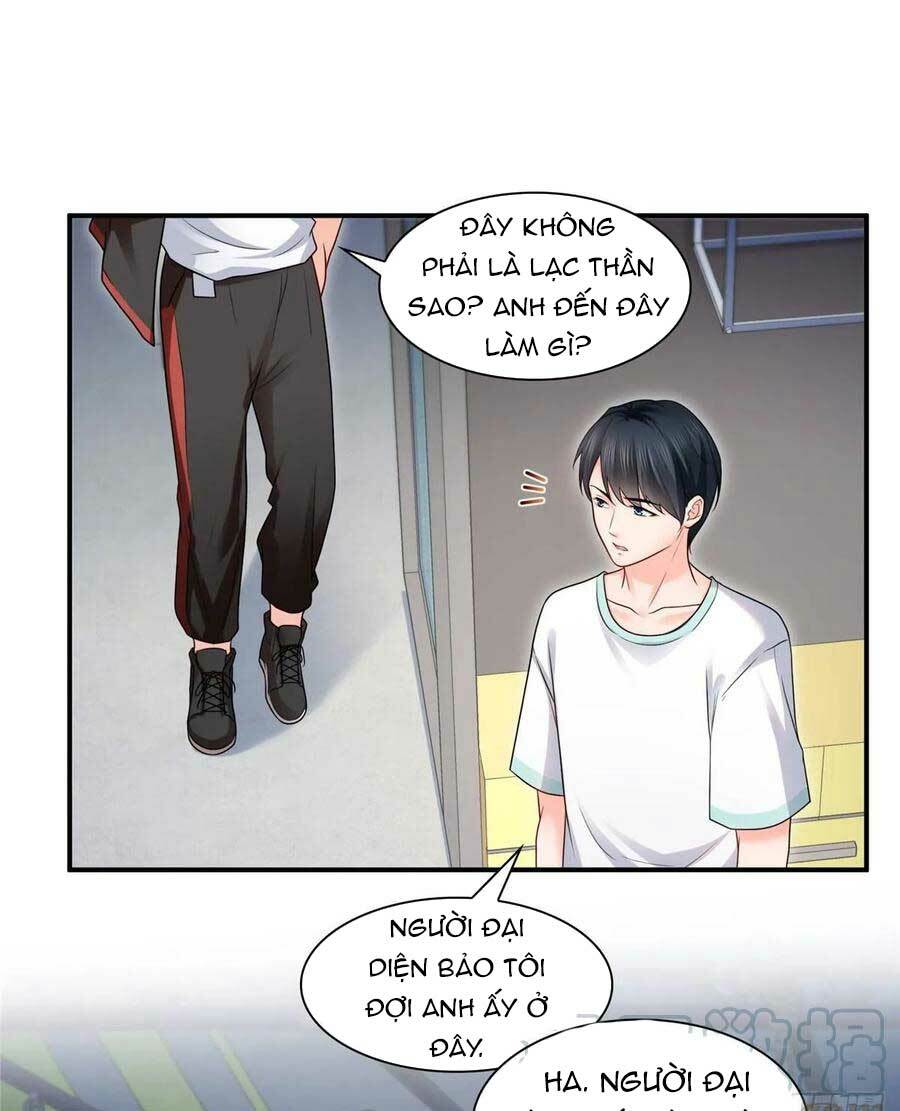 ĐÂY KHÔNG
PHẢI LÀ LẠC THẦN
SAO? ANH ĐẾN ĐÂY
LÀM GÌ?
NGƯỜI ĐẠI
DIỆN BẢO TÔI
ĐỢI ANH ẤY Ở
ĐÂY.
HA. NGƯỜI ĐẠI